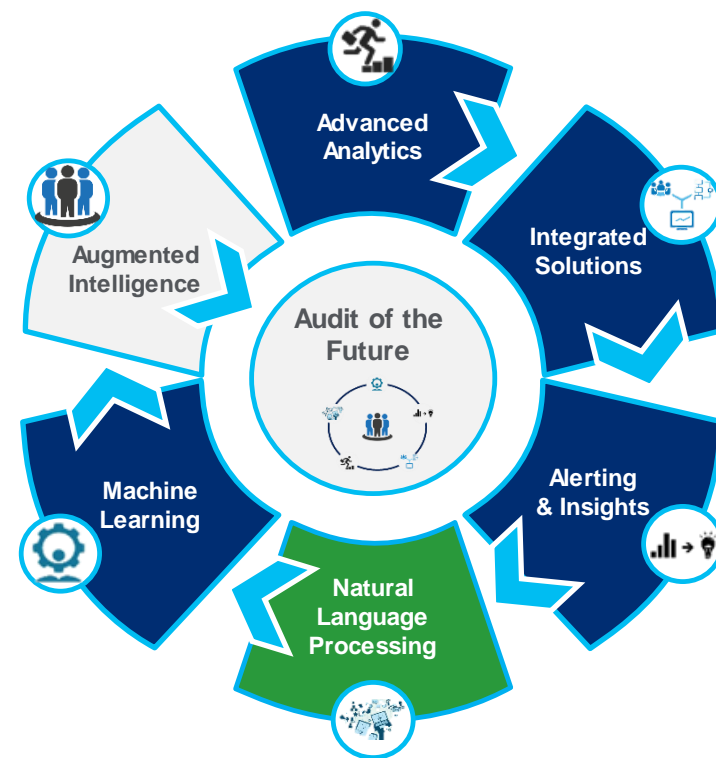 Advanced
Analytics
Integrated
Solutions
Alerting
& Insights
Natural
Language
Processing
Machine
Learning
Augmented
Intelligence
Audit of the
Future